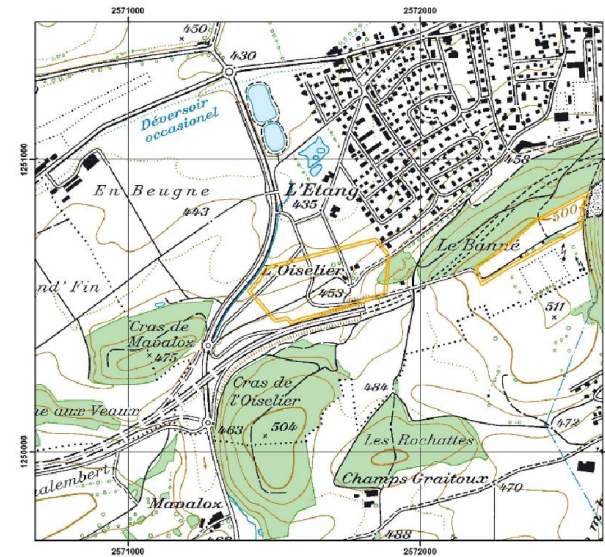 2571000
2572000
450
430
Déversoir
occasionel
1251000
458
En Beugne
L'Etang
435
443
500
Le Banné
L'Oiselier
nd' Fin
453
511
Cras de
Mavalox
475
Cras de
l'Oiselier
484
ne aux Veaux
463
504
472
Les Rochattes
1250000
Champs Graitoux
470
halembert
Mavalox
488
2571000
2572000